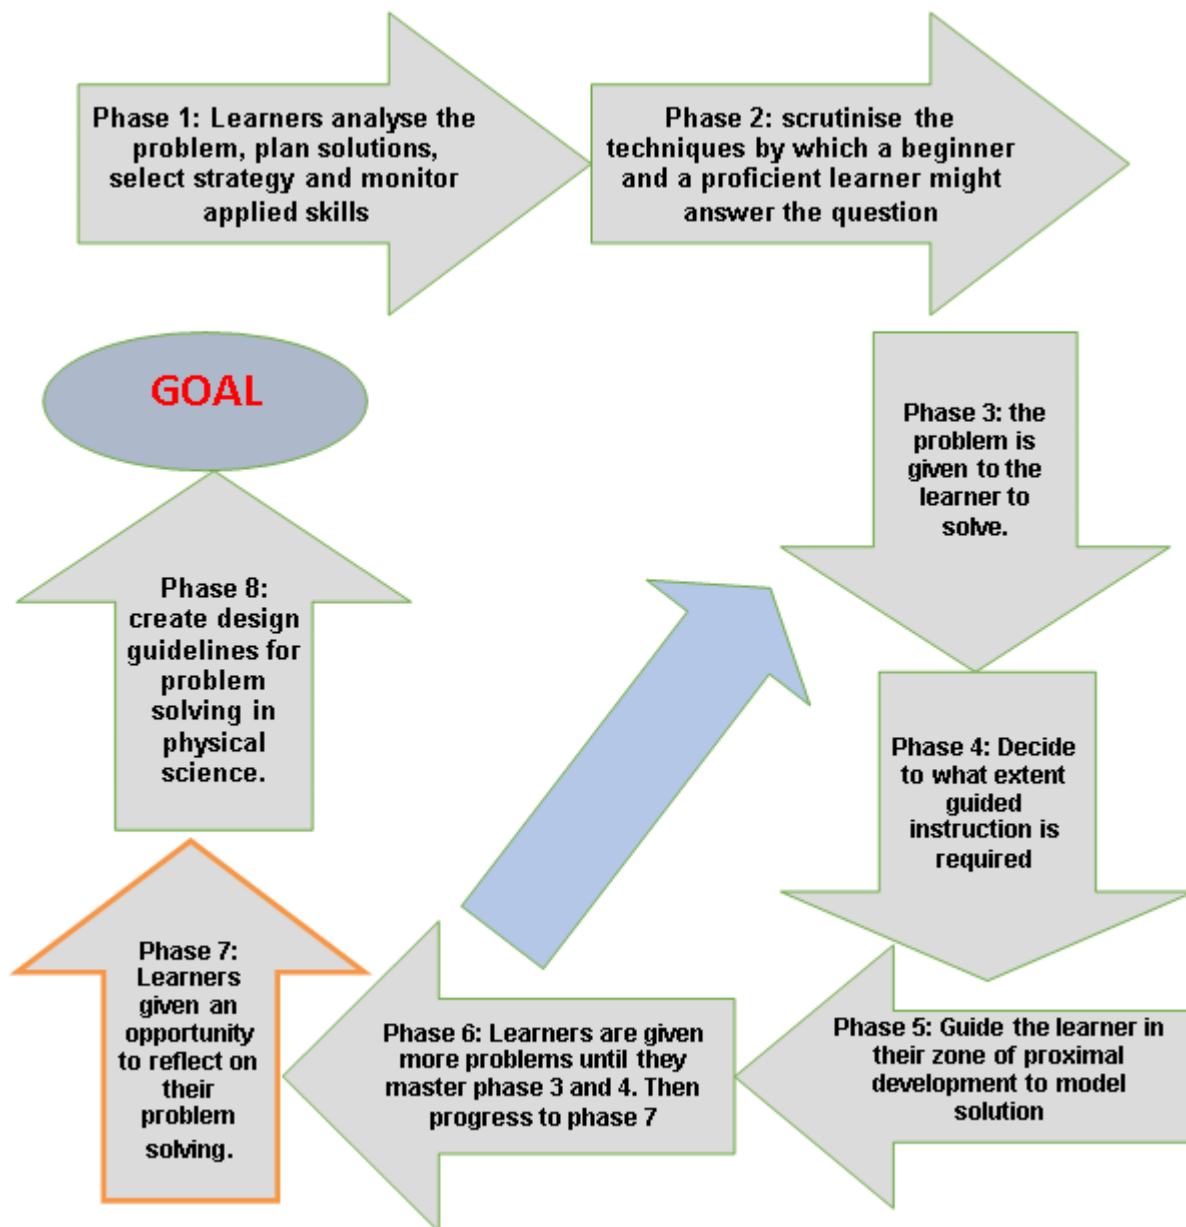 Phase 1: Learners analyse the
problem, plan solutions,
select strategy and monitor
applied skills
Phase 2: scrutinise the
techniques by which a beginner
and a proficient learner might
answer the question
Phase 3: the
problem is
given to the
learner to
solve.
Phase 4: Decide
to what extent
guided
instruction is
required
Phase 5: Guide the learner in
their zone of proximal
development to model
solution
Phase 6: Learners are given
more problems until they
master phase 3 and 4. Then
progress to phase 7
Phase 7:
Learners
given an
opportunity
to reflect on
their
problem
solving.
Phase 8:
create design
guidelines for
problem
solving in
physical
science.
GOAL